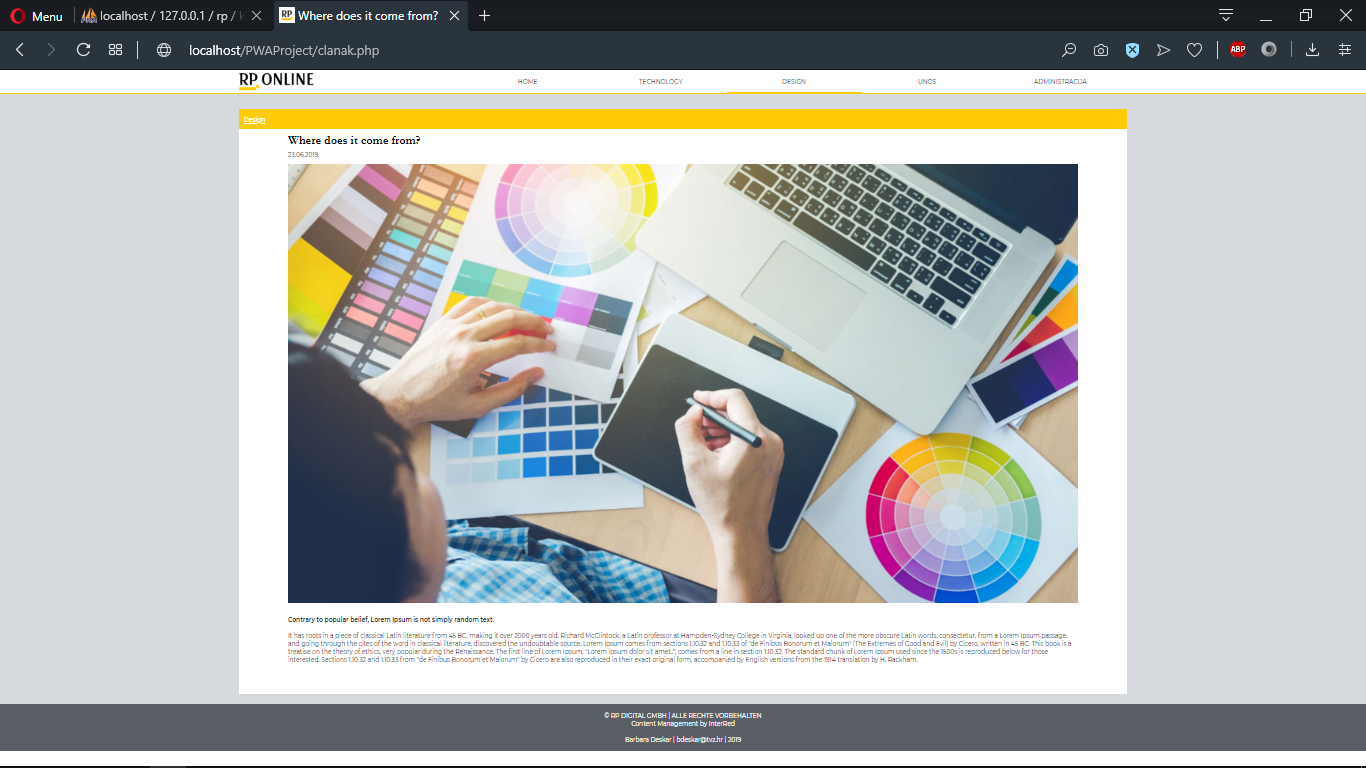 Menu
localhost / 127.0.0.1 / rp / k
RP
Where does it come from?
localhost/PWAProject/clanak.php
ABP
RP ONLINE
HOME
TECHNOLOGY
DESIGN
UNOS
ADMINISTRACIJA
Design
Where does it come from?
23.06.2019.
Contrary to popular belief, Lorem Ipsum is not simply random text.
It has roots in a piece of classical Latin literature from 45 BC, making it over 2000 years old. Richard McClintock, a Latin professor at Hampden-Sydney College in Virginia, looked up one of the more obscure Latin words, consectetur, from a Lorem Ipsum passage,
and going through the cites of the word in classical literature, discovered the undoubtable source. Lorem Ipsum comes from sections 1.10.32 and 1.10.33 of "de Finibus Bonorum et Malorum" (The Extremes of Good and Evil) by Cicero, written in 45 BC. This book is a
treatise on the theory of ethics, very popular during the Renaissance. The first line of Lorem Ipsum, "Lorem ipsum dolor sit amet..", comes from a line in section 1.10.32. The standard chunk of Lorem Ipsum used since the 1500s is reproduced below for those
interested. Sections 1.10.32 and 1.10.33 from "de Finibus Bonorum et Malorum" by Cicero are also reproduced in their exact original form, accompanied by English versions from the 1914 translation by H. Rackham.
© RP DIGITAL GMBH | ALLE RECHTE VORBEHALTEN
Content Management by InterRed
Barbara Deskar | bdeskar@tvz.hr | 2019